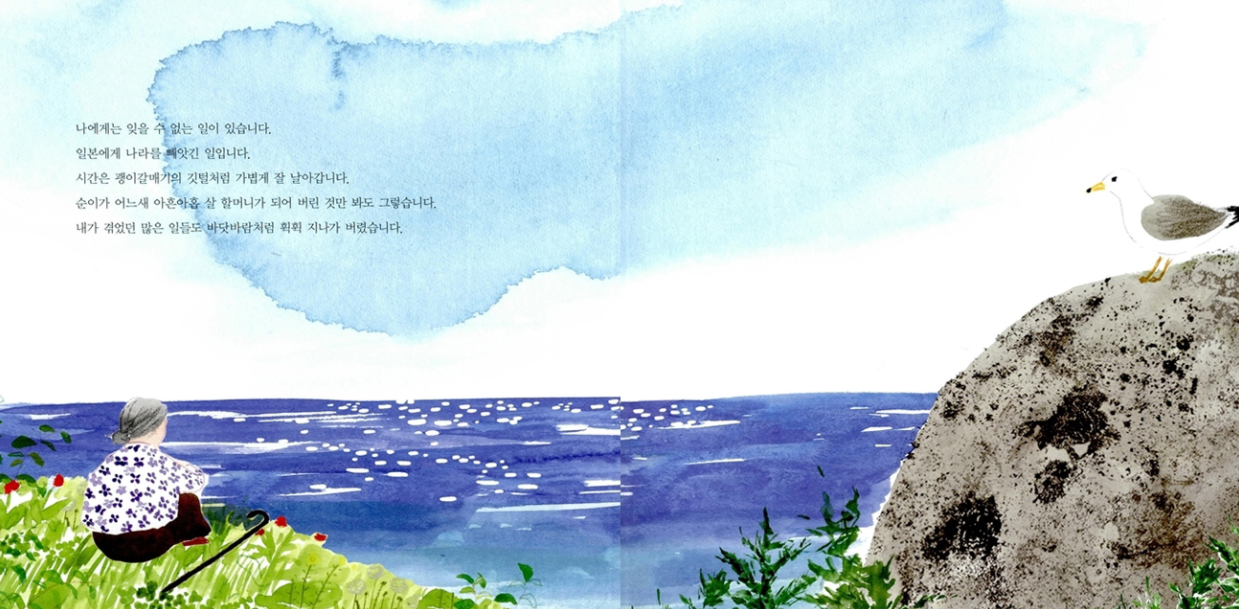 나에게는 잊을 수 없는 일이 있습니다.
일본에게 나라를 빼앗긴 일입니다.
시간은 괭이갈매기의 깃털처럼 가볍게 잘 날아갑니다.
순이가 어느새 아흔아홉 살 할머니가 되어 버린 것만 봐도 그렇습니다.
내가 겪었던 많은 일들도 바닷바람처럼 획획 지나가 버렸습니다.